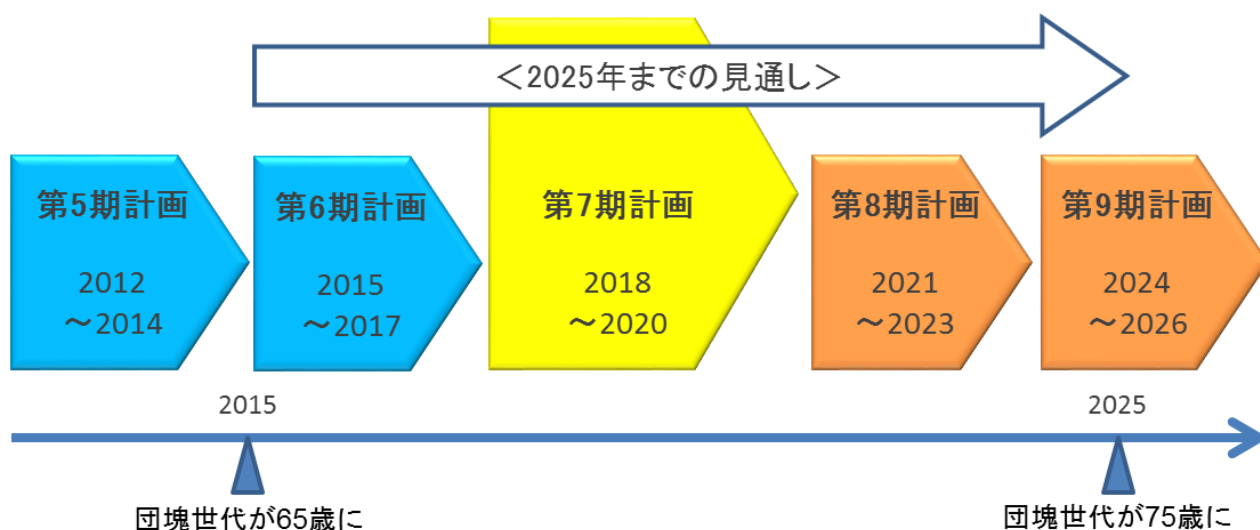 ＜2025年までの見通し＞
第5期計画
2012
～2014
第6期計画
2015
～2017
第7期計画
2018
～2020
第8期計画
2021
～2023
第9期計画
2024
～2026
2015
2025
団塊世代が65歳に
団塊世代が75歳に